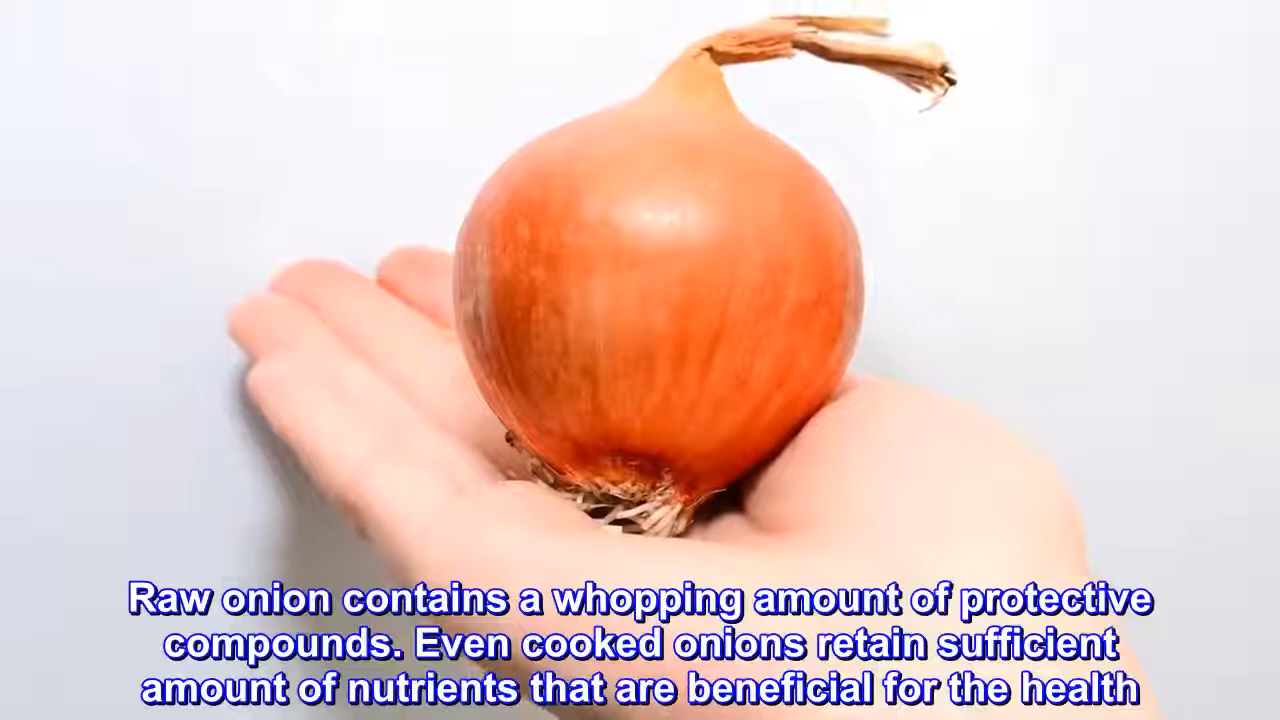 Raw onion contains a whopping amount of protective
compounds. Even cooked onions retain sufficient
amount of nutrients that are beneficial for the health